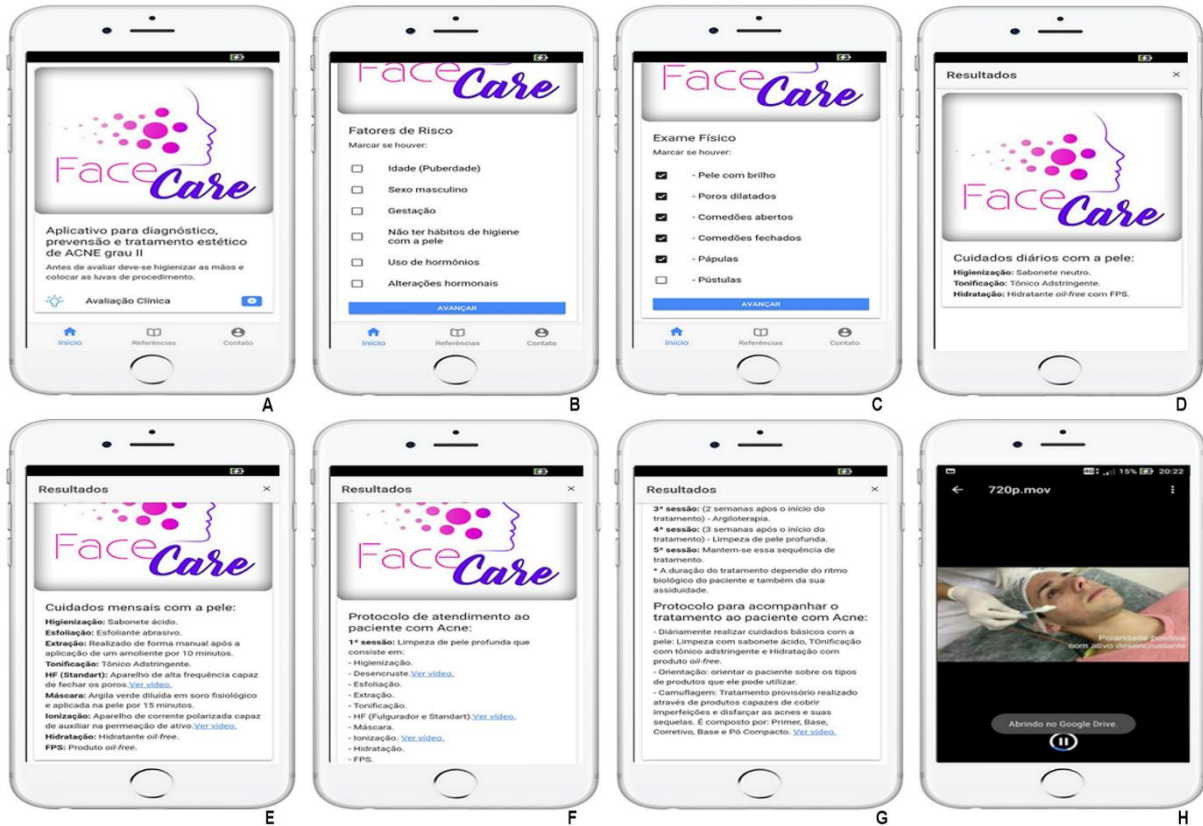 Face
Care
Aplicativo para diagnóstico,
prevensão e tratamento estético
de ACNE grau II
Antes de avaliar deve-se higienizar as mãos e
colocar as luvas de procedimento.
Avaliação Clínica
Início
Referências
Contato
A
Face
Care
Fatores de Risco
Marcar se houver:
Idade (Puberdade)
Sexo masculino
Gestação
Não ter hábitos de higiene
com a pele
Uso de hormônios
Alterações hormonais
AVANÇAR
Início
Referências
Contato
B
Face
Care
Exame Físico
Marcar se houver:
- Pele com brilho
- Poros dilatados
- Comedões abertos
- Comedões fechados
- Pápulas
- Pústulas
AVANÇAR
Início
Referências
Contato
C
Resultados ×
Face
Care
Cuidados diários com a pele:
Higienização: Sabonete neutro.
Tonificação: Tônico Adstringente.
Hidratação: Hidratante oil-free com FPS.
D
Resultados ×
Face
Care
Cuidados mensais com a pele:
Higienização: Sabonete ácido.
Esfoliação: Esfoliante abrasivo.
Extração: Realizado de forma manual após a
aplicação de um amoliente por 10 minutos.
Tonificação: Tônico Adstringente.
HF (Standart): Aparelho de alta frequência capaz
de fechar os poros.Ver vídeo.
Máscara: Argila verde diluída em soro fisiológico
e aplicada na pele por 15 minutos.
Ionização: Aparelho de corrente polarizada capaz
de auxiliar na permeação de ativo.Ver vídeo.
Hidratação: Hidratante oil-free.
FPS: Produto oil-free.
E
Resultados ×
Face
Care
Protocolo de atendimento ao
paciente com Acne:
1ª sessão: Limpeza de pele profunda que
consiste em:
- Higienização.
- Desencruste.Ver vídeo.
- Esfoliação.
- Extração.
- Tonificação.
- HF (Fulgurador e Standart).Ver vídeo.
- Máscara.
- Ionização. Ver vídeo.
- Hidratação.
- FPS.
F
Resultados ×
3ª sessão: (2 semanas após o início do
tratamento) - Argiloterapia.
4ª sessão: (3 semanas após o início do
tratamento) - Limpeza de pele profunda.
5ª sessão: Mantem-se essa sequência de
tratamento.
* A duração do tratamento depende do ritmo
biológico do paciente e também da sua
assiduidade.
Protocolo para acompanhar o
tratamento ao paciente com Acne:
- Diáriamente realizar cuidados básicos com a
pele: Limpeza com sabonete ácido, TOnificação
com tônico adstringente e Hidratação com
produto oil-free.
- Orientação: orientar o paciente sobre os tipos
de produtos que ele pode utilizar.
- Camuflagem: Tratamento provisório realizado
através de produtos capazes de cobrir
imperfeições e disfarçar as acnes e suas
sequelas. É composto por: Primer, Base,
Corretivo, Base e Pó Compacto. Ver vídeo.
G
15% 20:22
720p.mov
Polaridade positiva
com ativo desencrustante
Abrindo no Google Drive.
H